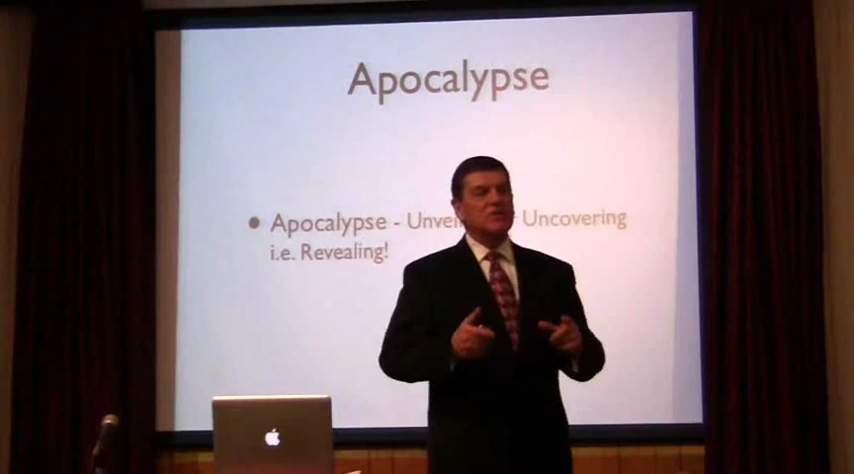 Apocalypse
● Apocalypse - Uncovering
i.e. Revealing!